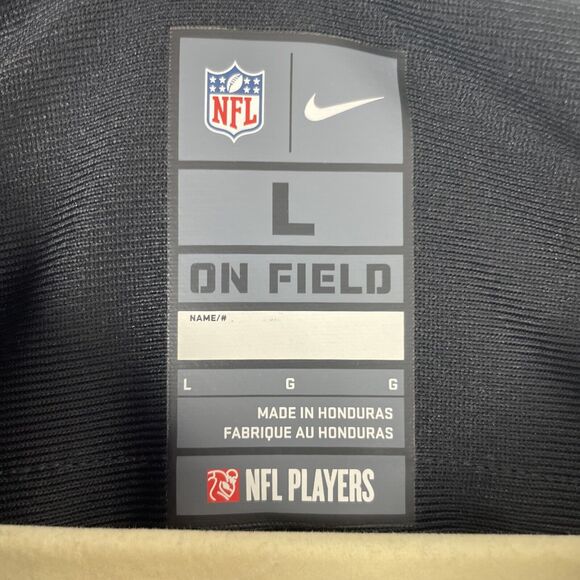 NFL
L
ON FIELD
NAME/#
L G G
MADE IN HONDURAS
FABRIQUE AU HONDURAS
NFL PLAYERS